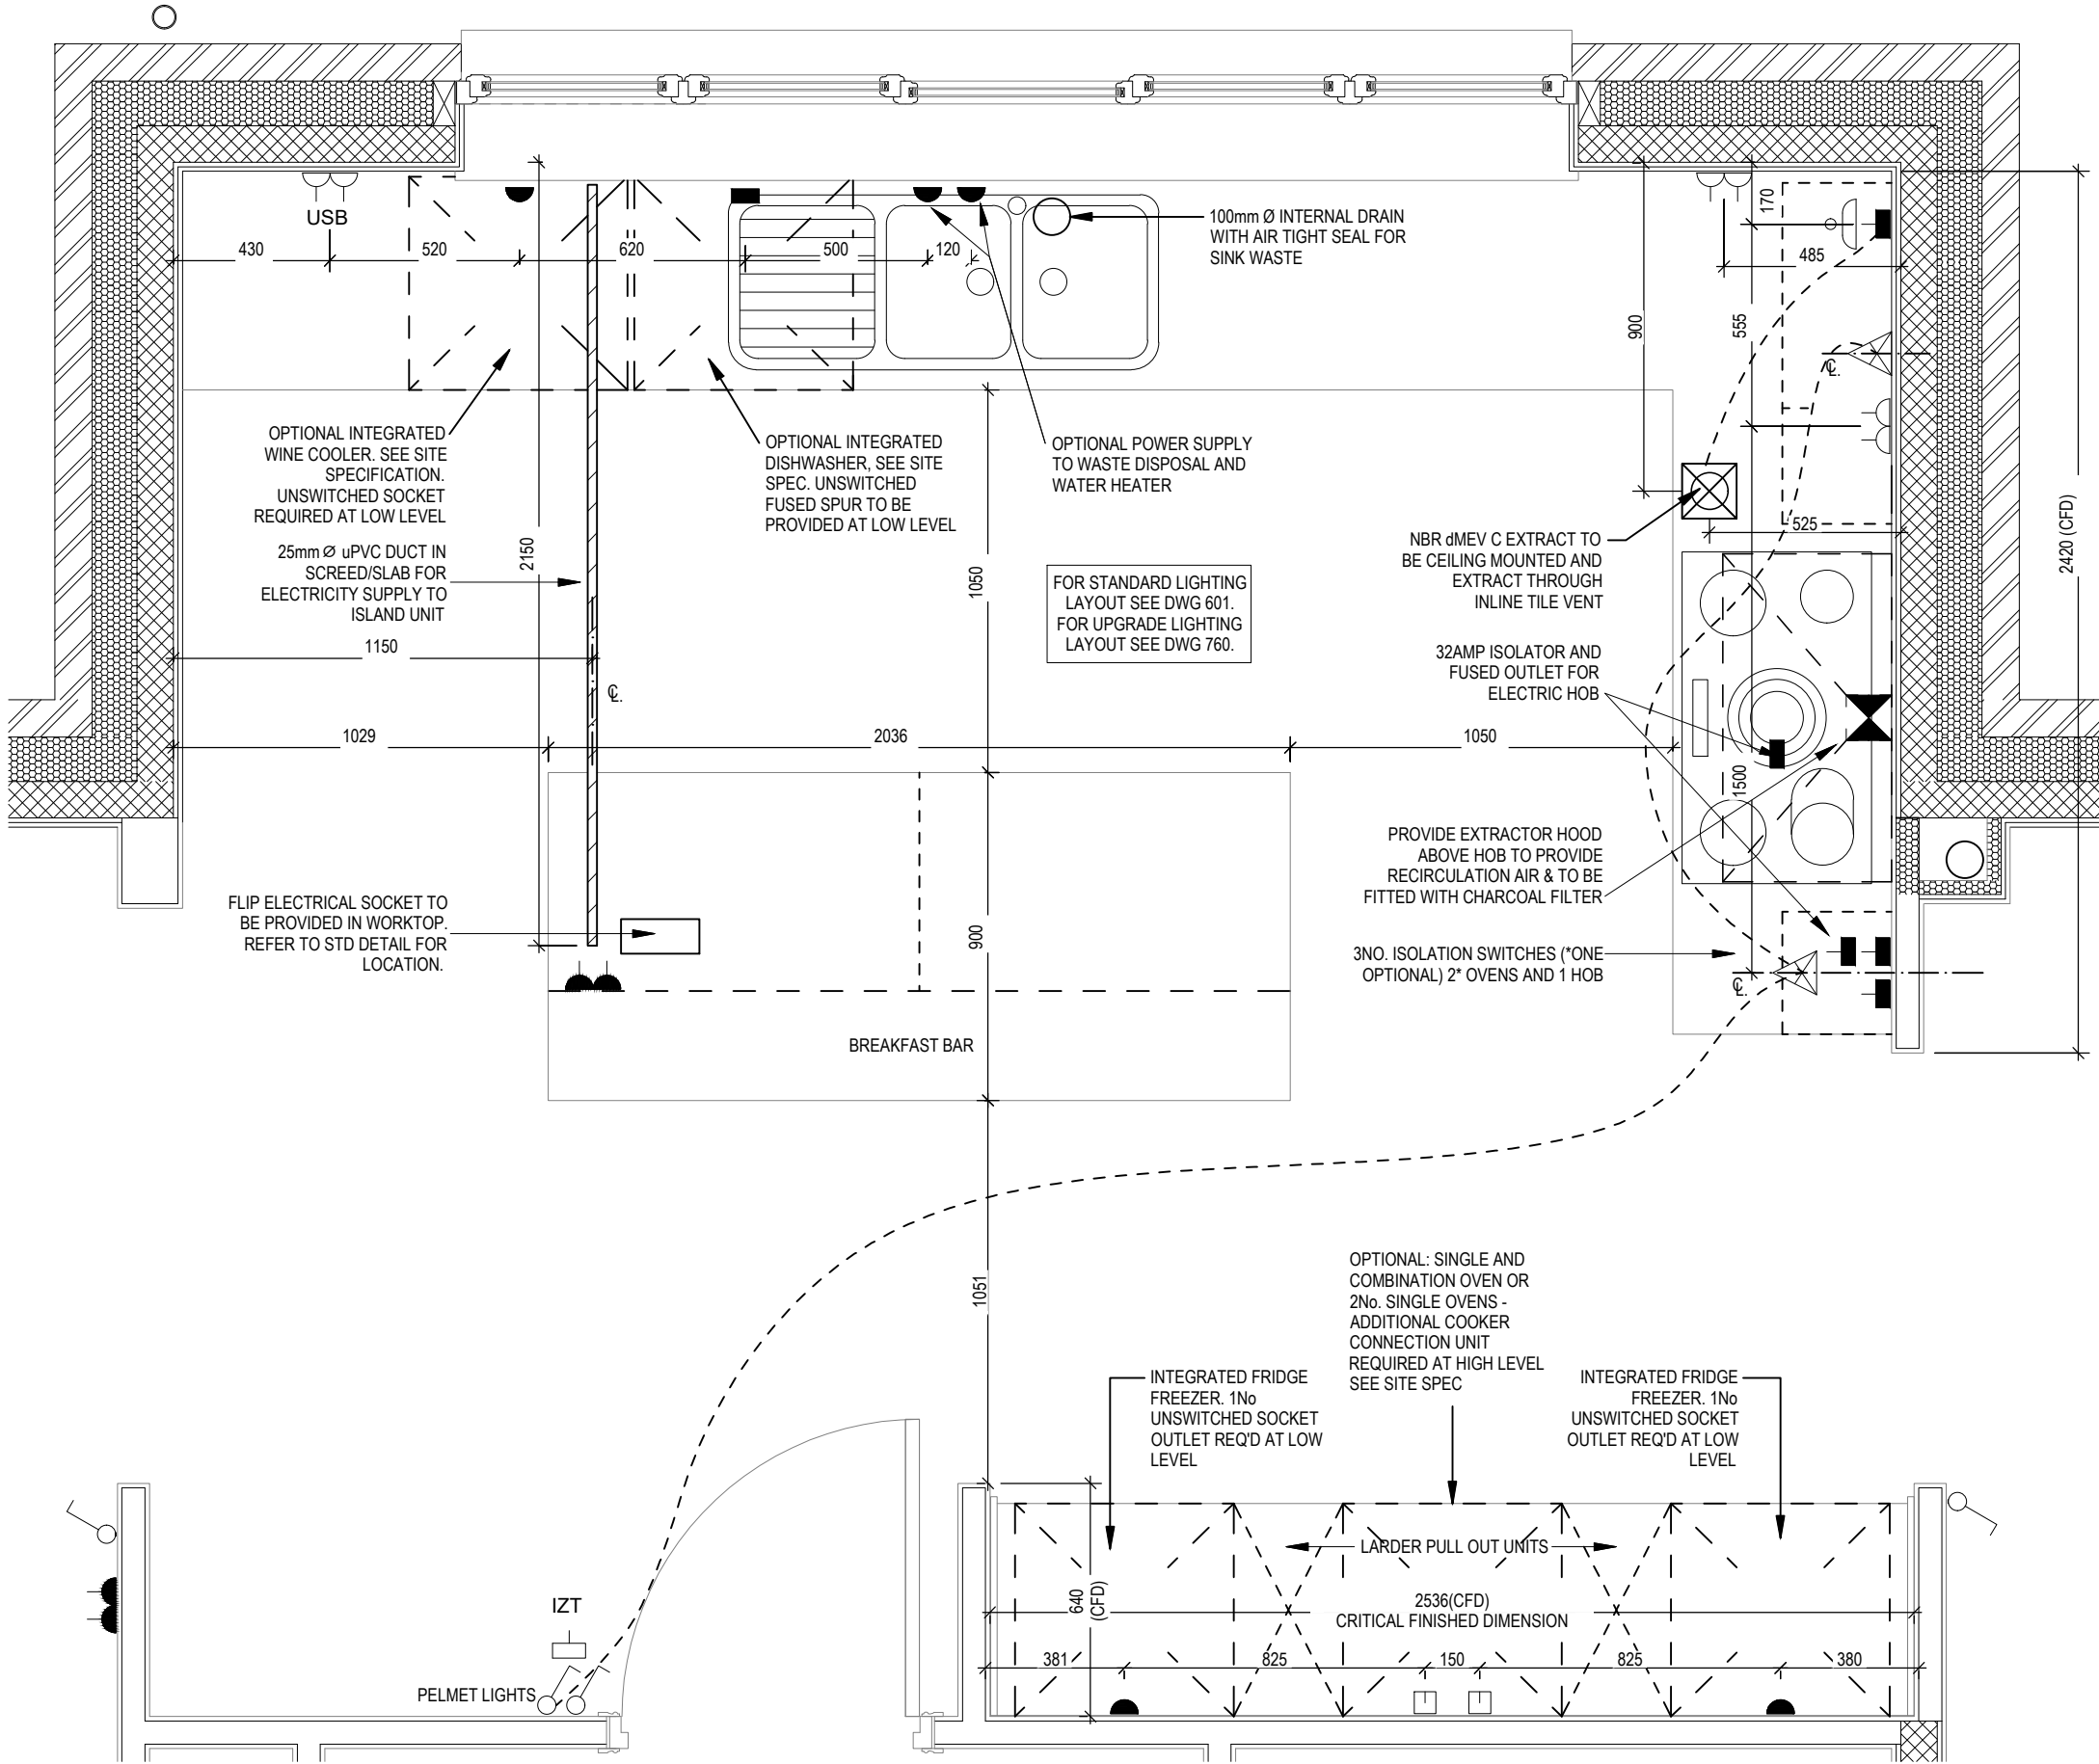 USB
430
520
620
500
120
100mm Ø INTERNAL DRAIN
WITH AIR TIGHT SEAL FOR
SINK WASTE
170
485
555
900
2420 (CFD)
OPTIONAL INTEGRATED
WINE COOLER. SEE SITE
SPECIFICATION.
UNSWITCHED SOCKET
REQUIRED AT LOW LEVEL
OPTIONAL INTEGRATED
DISHWASHER, SEE SITE
SPEC. UNSWITCHED
FUSED SPUR TO BE
PROVIDED AT LOW LEVEL
OPTIONAL POWER SUPPLY
TO WASTE DISPOSAL AND
WATER HEATER
25mm Ø uPVC DUCT IN
SCREED/SLAB FOR
ELECTRICITY SUPPLY TO
ISLAND UNIT
2150
1050
525
NBR dMEV C EXTRACT TO
BE CEILING MOUNTED AND
EXTRACT THROUGH
INLINE TILE VENT
FOR STANDARD LIGHTING
LAYOUT SEE DWG 601.
FOR UPGRADE LIGHTING
LAYOUT SEE DWG 760.
1150
32AMP ISOLATOR AND
FUSED OUTLET FOR
ELECTRIC HOB
1029
2036
1050
1500
PROVIDE EXTRACTOR HOOD
ABOVE HOB TO PROVIDE
RECIRCULATION AIR & TO BE
FITTED WITH CHARCOAL FILTER
FLIP ELECTRICAL SOCKET TO
BE PROVIDED IN WORKTOP.
REFER TO STD DETAIL FOR
LOCATION.
900
3NO. ISOLATION SWITCHES (*ONE
OPTIONAL) 2* OVENS AND 1 HOB
BREAKFAST BAR
1051
OPTIONAL: SINGLE AND
COMBINATION OVEN OR
2No. SINGLE OVENS -
ADDITIONAL COOKER
CONNECTION UNIT
REQUIRED AT HIGH LEVEL
SEE SITE SPEC
INTEGRATED FRIDGE
FREEZER. 1No
UNSWITCHED SOCKET
OUTLET REQ'D AT LOW
LEVEL
INTEGRATED FRIDGE
FREEZER. 1No
UNSWITCHED SOCKET
OUTLET REQ'D AT LOW
LEVEL
LARDER PULL OUT UNITS
640
(CFD)
2536(CFD)
CRITICAL FINISHED DIMENSION
381
825
150
825
380
IZT
PELMET LIGHTS